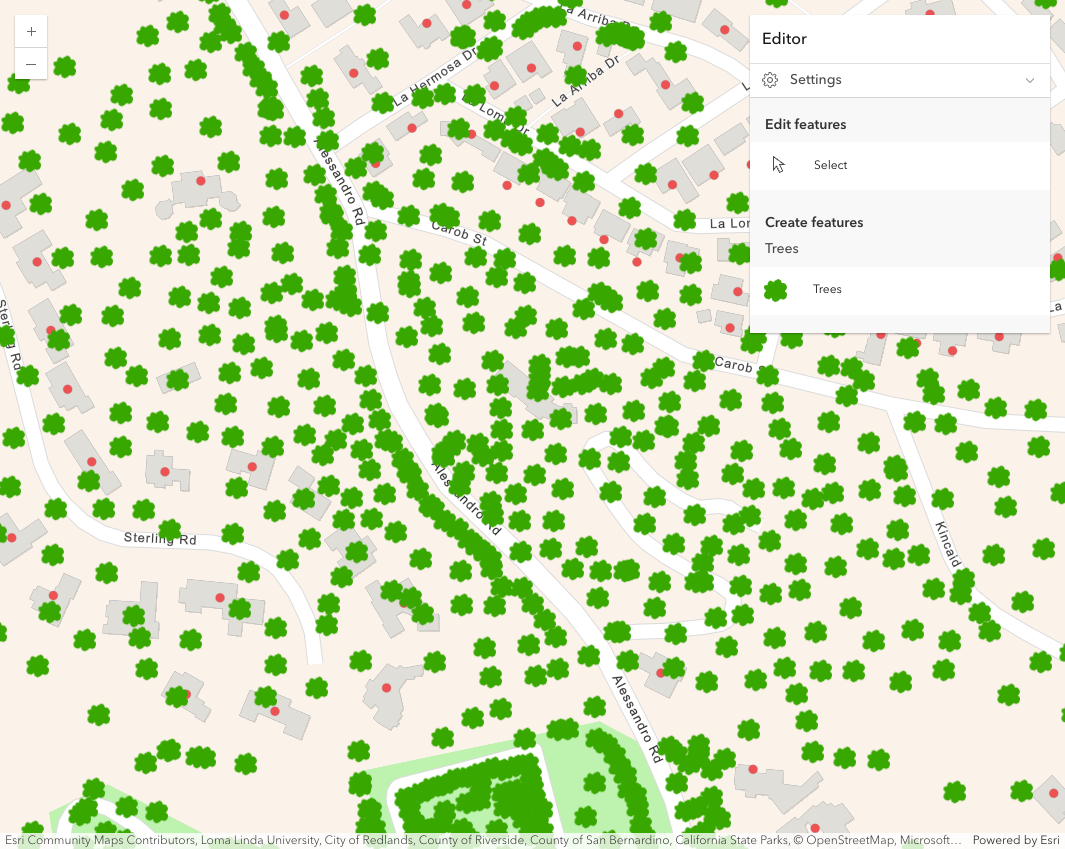 +
−
La Arriba D
La Hermosa Dr
La Arriba Dr
La Loma Dr
Alessandro Rd
Carob St
La Lom
Editor
Settings
Edit features
Select
Create features
Trees
Trees
La
Sterling Rd
Carob S
Alessandro Rd
Sterling Rd
Kincaid
Alessandro Rd
Esri Community Maps Contributors, Loma Linda University, City of Redlands, County of Riverside, County of San Bernardino, California State Parks, © OpenStreetMap, Microsoft… Powered by Esri